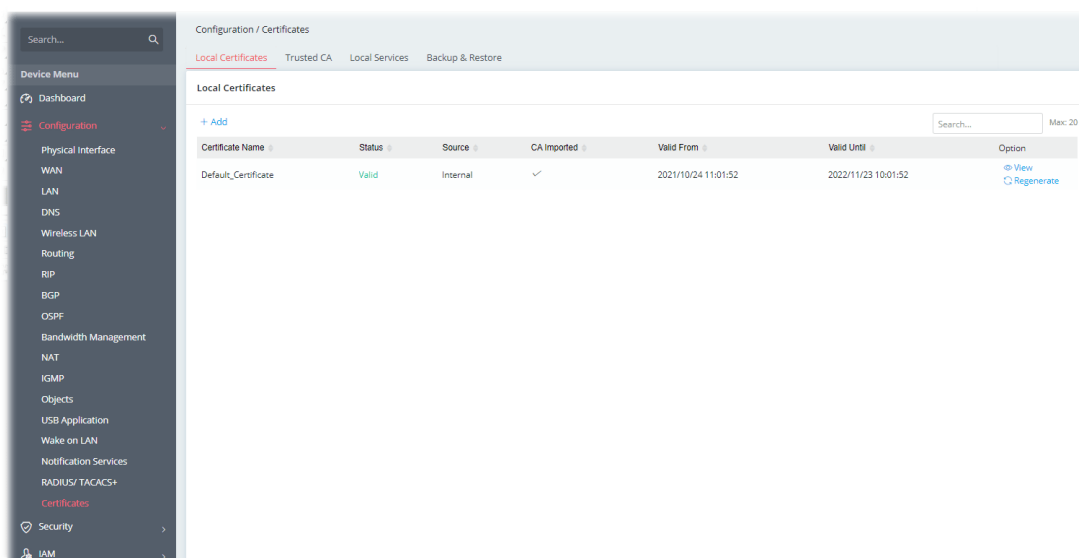 Search...
Device Menu
Dashboard
Configuration
Physical Interface
WAN
LAN
DNS
Wireless LAN
Routing
RIP
BGP
OSPF
Bandwidth Management
NAT
IGMP
Objects
USB Application
Wake on LAN
Notification Services
RADIUS/ TACACS+
Certificates
Security
IAM
Configuration / Certificates
Local Certificates Trusted CA Local Services Backup & Restore
Local Certificates
+ Add Search... Max: 20
Certificate Name Status Source CA Imported Valid From Valid Until Option
Default_Certificate Valid Internal 2021/10/24 11:01:52 2022/11/23 10:01:52 View
Regenerate